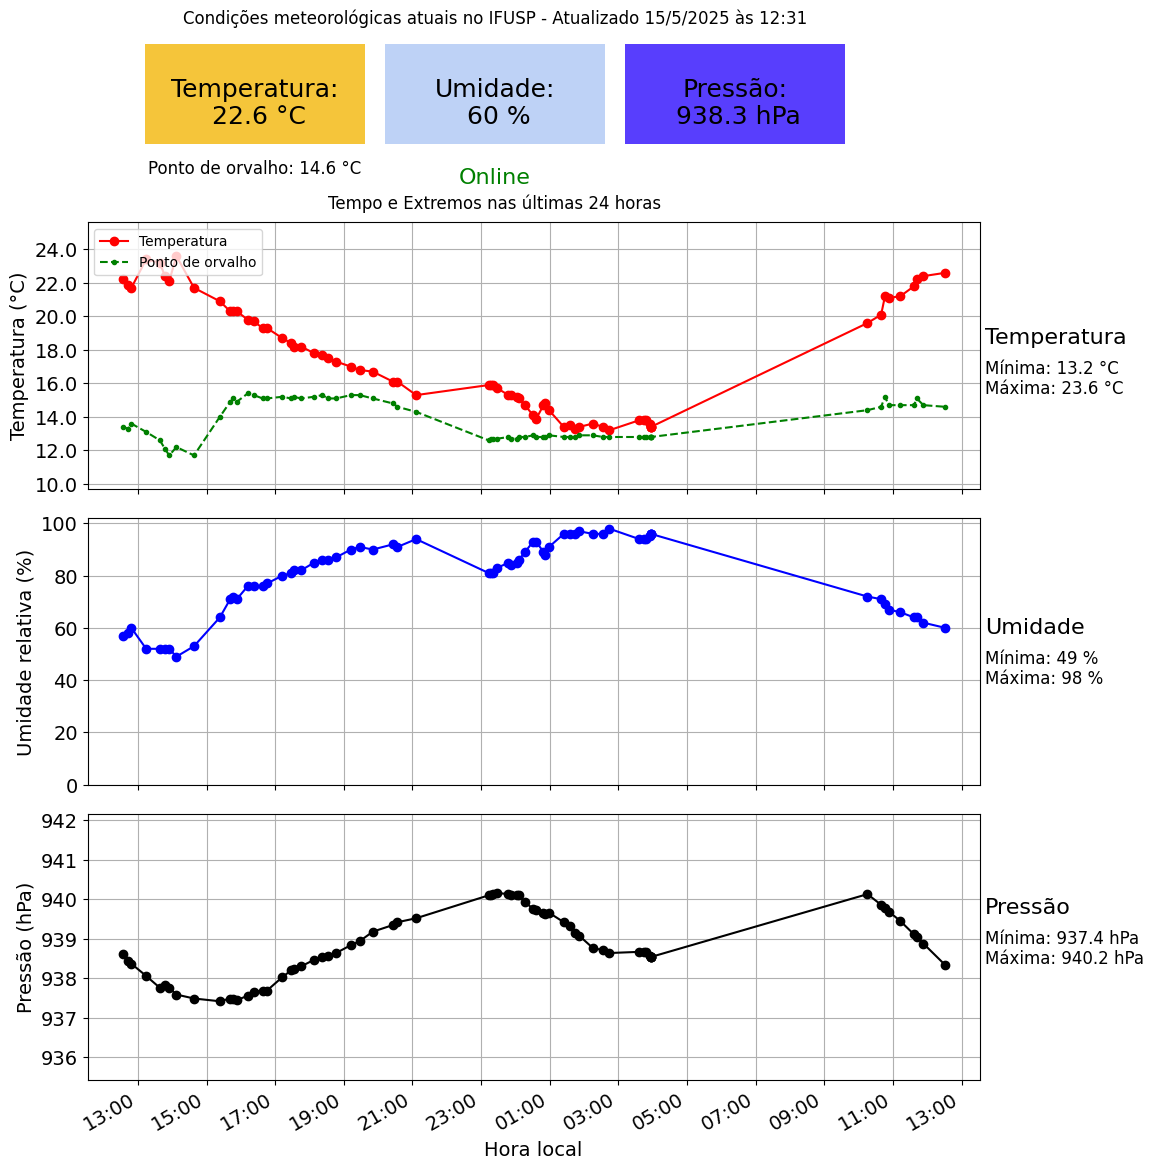 Condições meteorológicas atuais no IFUSP - Atualizado 15/5/2025 às 12:31
Temperatura:
22.6 °C
Umidade:
60 %
Pressão:
938.3 hPa
Ponto de orvalho: 14.6 °C
Online
Tempo e Extremos nas últimas 24 horas
Temperatura
Ponto de orvalho
Temperatura (°C)
24.0
22.0
20.0
18.0
16.0
14.0
12.0
10.0
Temperatura
Mínima: 13.2 °C
Máxima: 23.6 °C
Umidade relativa (%)
100
80
60
40
20
0
Umidade
Mínima: 49 %
Máxima: 98 %
Pressão (hPa)
942
941
940
939
938
937
936
Pressão
Mínima: 937.4 hPa
Máxima: 940.2 hPa
13:00 15:00 17:00 19:00 21:00 23:00 01:00 03:00 05:00 07:00 09:00 11:00 13:00
Hora local